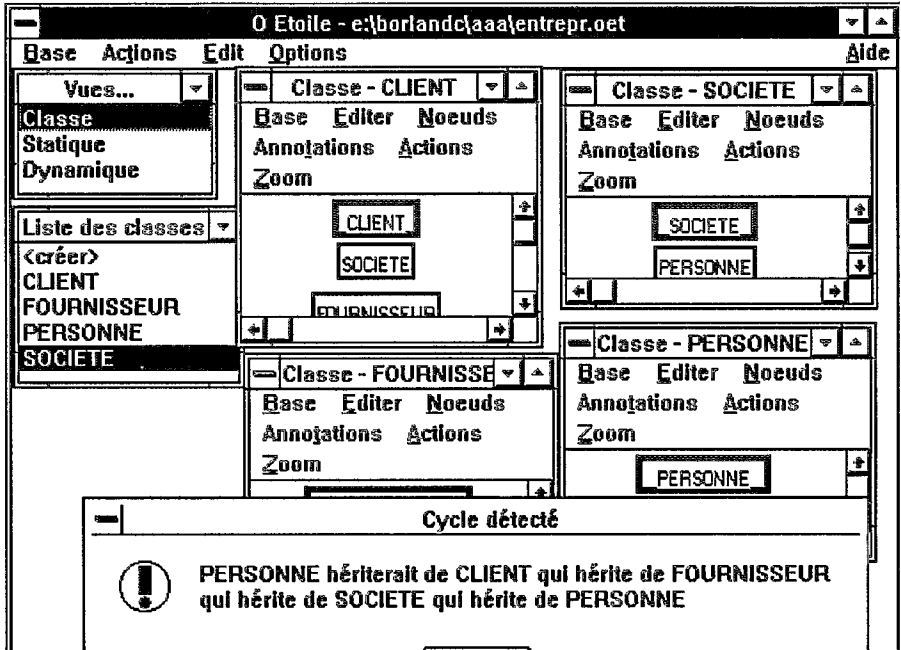 O Etoile - e:\borlandc\aaa\entrepr.oet
Base Actions Edit Options Aide
Vues...
Classe
Statique
Dynamique
Liste des classes
<créer>
CLIENT
FOURNISSEUR
PERSONNE
SOCIETE
Classe - CLIENT
Base Editer Noeuds
Annotations Actions
Zoom
CLIENT
SOCIETE
FOURNISSEUR
Classe - SOCIETE
Base Editer Noeuds
Annotations Actions
Zoom
SOCIETE
PERSONNE
Classe - FOURNISSE
Base Editer Noeuds
Annotations Actions
Zoom
Classe - PERSONNE
Base Editer Noeuds
Annotations Actions
Zoom
PERSONNE
Cycle détecté
PERSONNE hériterait de CLIENT qui hérite de FOURNISSEUR
qui hérite de SOCIETE qui hérite de PERSONNE